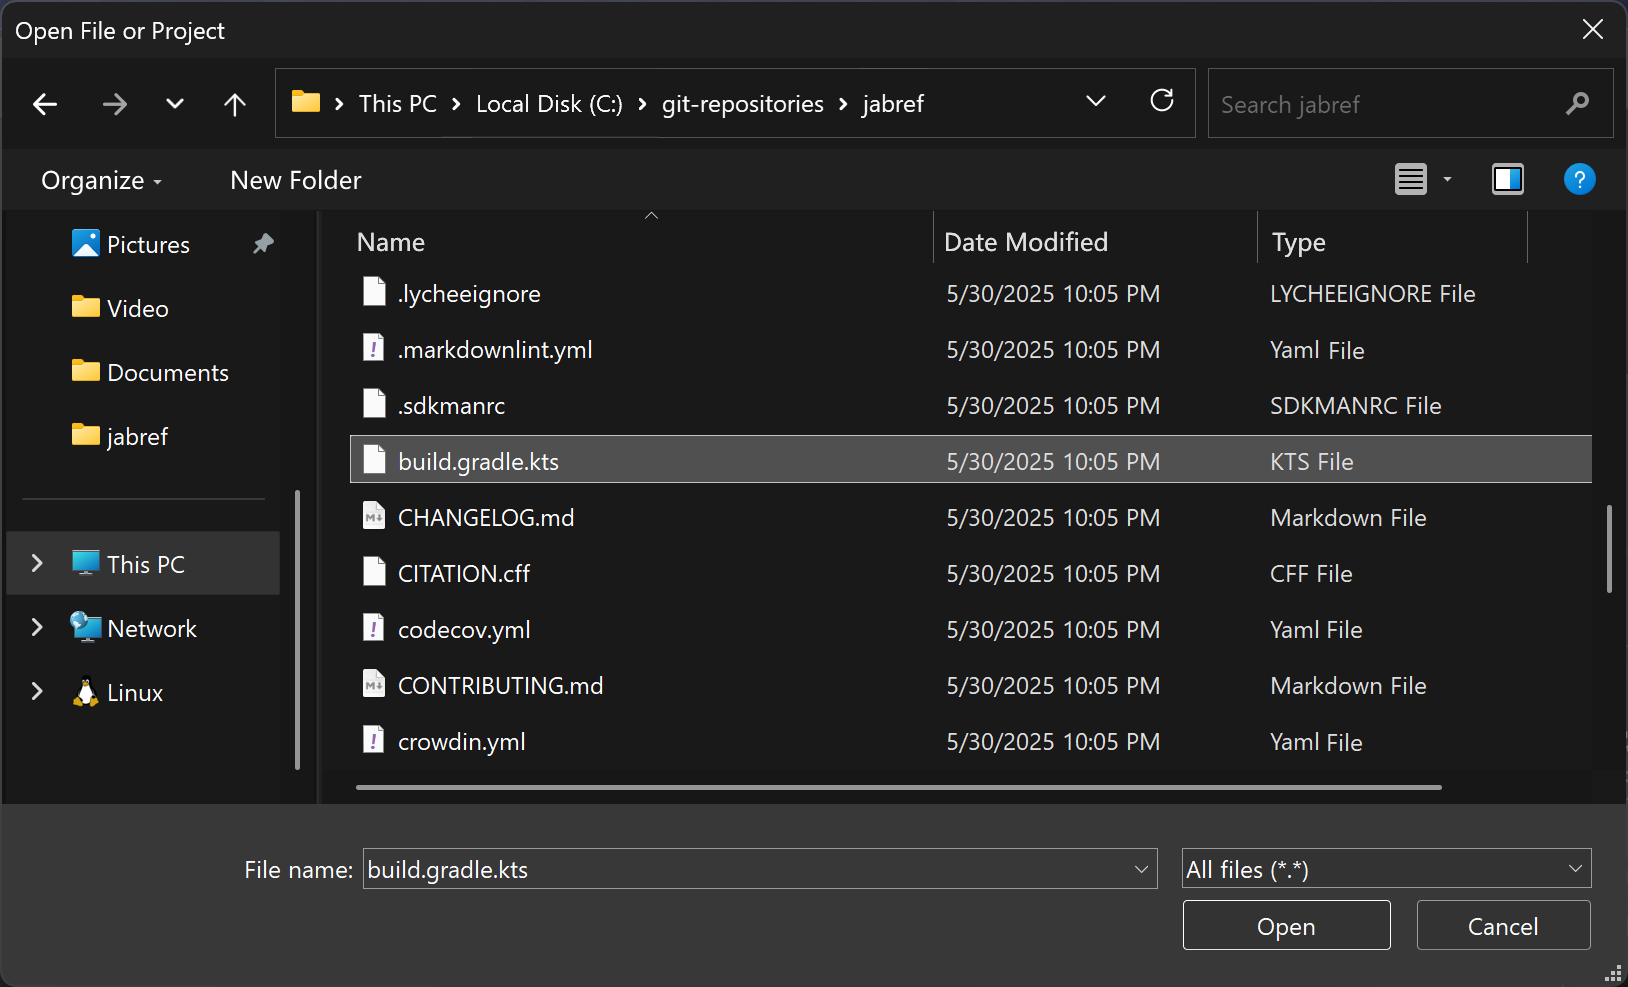 Open File or Project
This PC Local Disk (C:) git-repositories jabref
Search jabref
Organize New Folder
?
Pictures
Video
Documents
jabref
This PC
Network
Linux
Name Date Modified Type
.lycheeignore 5/30/2025 10:05 PM LYCHEEIGNORE File
.markdownlint.yml 5/30/2025 10:05 PM Yaml File
.sdkmanrc 5/30/2025 10:05 PM SDKMANRC File
build.gradle.kts 5/30/2025 10:05 PM KTS File
CHANGELOG.md 5/30/2025 10:05 PM Markdown File
CITATION.cff 5/30/2025 10:05 PM CFF File
codecov.yml 5/30/2025 10:05 PM Yaml File
CONTRIBUTING.md 5/30/2025 10:05 PM Markdown File
crowdin.yml 5/30/2025 10:05 PM Yaml File
File name: build.gradle.kts All files (*.*)
Open Cancel